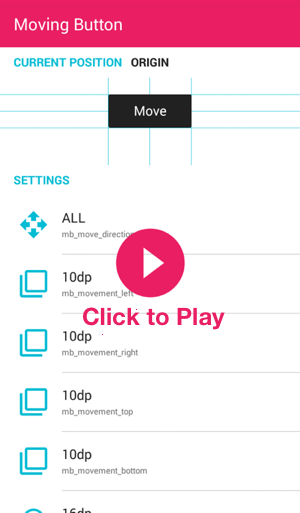 Moving Button
CURRENT POSITION ORIGIN
Move
SETTINGS
ALL
mb_move_direction
10dp
mb_movement_left
Click to Play
10dp
mb_movement_right
10dp
mb_movement_top
10dp
mb_movement_bottom
16dp